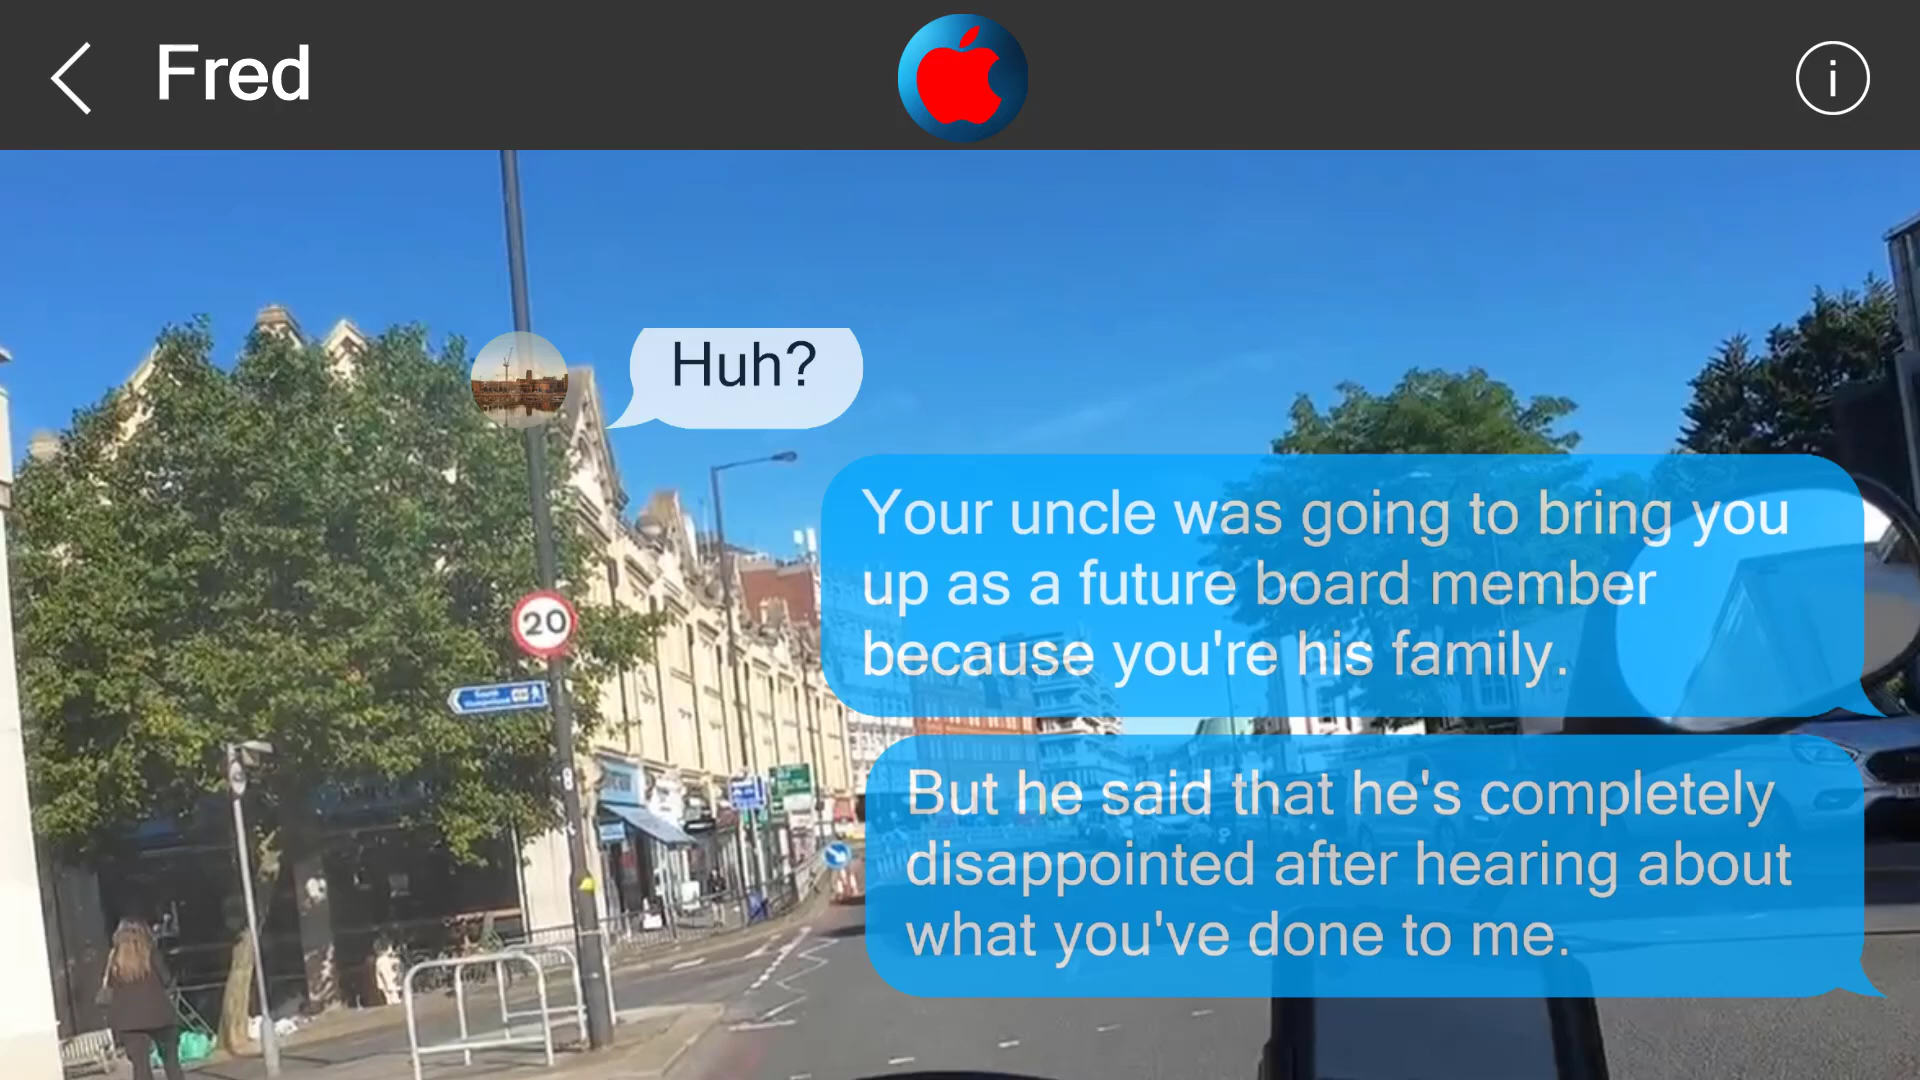 Fred
i
Huh?
Your uncle was going to bring you
up as a future board member
because you're his family.
But he said that he's completely
disappointed after hearing about
what you've done to me.
20